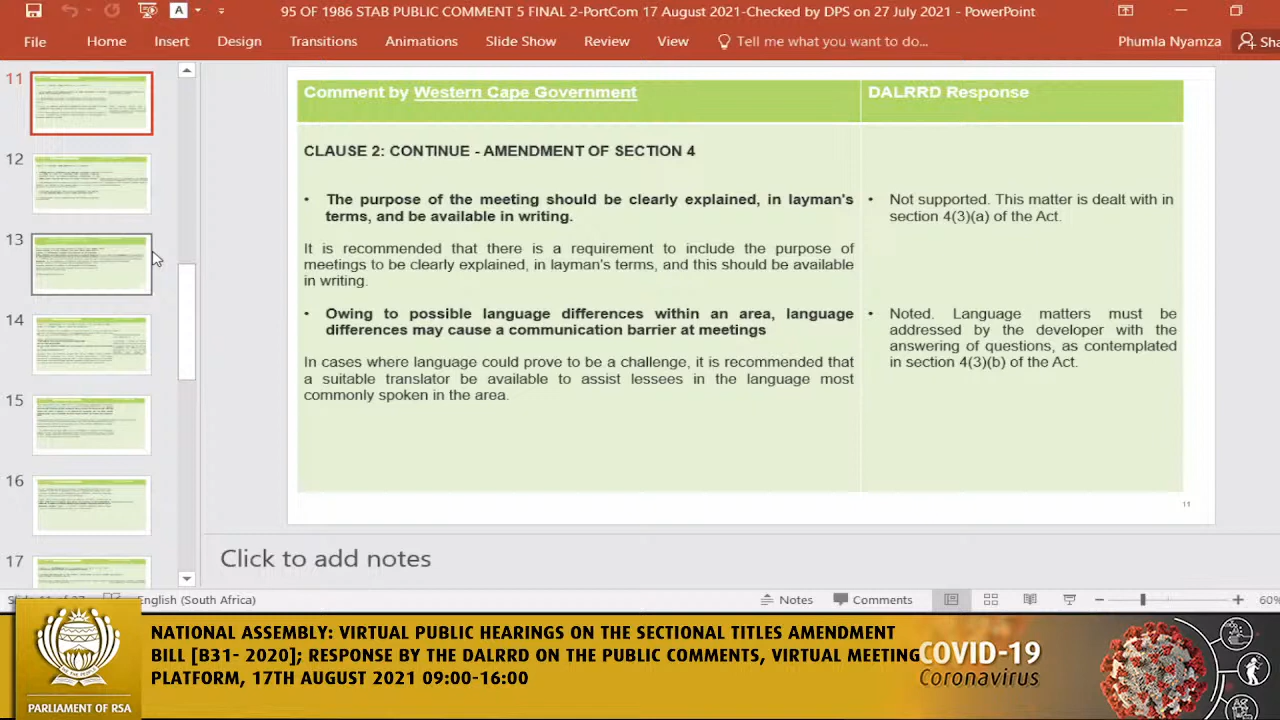 95 OF 1986 STAB PUBLIC COMMENT 5 FINAL 2-PortCom 17 August 2021-Checked by DPS on 27 July 2021 - PowerPoint
File Home Insert Design Transitions Animations Slide Show Review View Tell me what you want to do... Phumla Nyamza Sha
11
12
13
14
15
16
17
Comment by Western Cape Government
DALRRD Response
CLAUSE 2: CONTINUE - AMENDMENT OF SECTION 4
• The purpose of the meeting should be clearly explained, in layman's
terms, and be available in writing.
It is recommended that there is a requirement to include the purpose of
meetings to be clearly explained, in layman's terms, and this should be available
in writing.
• Owing to possible language differences within an area, language
differences may cause a communication barrier at meetings
In cases where language could prove to be a challenge, it is recommended that
a suitable translator be available to assist lessees in the language most
commonly spoken in the area.
• Not supported. This matter is dealt with in
section 4(3)(a) of the Act.
• Noted. Language matters must be
addressed by the developer with the
answering of questions, as contemplated
in section 4(3)(b) of the Act.
11
Click to add notes
English (South Africa) Notes Comments 60%
NATIONAL ASSEMBLY: VIRTUAL PUBLIC HEARINGS ON THE SECTIONAL TITLES AMENDMENT
BILL [B31- 2020]; RESPONSE BY THE DALRRD ON THE PUBLIC COMMENTS, VIRTUAL MEETING
PLATFORM, 17TH AUGUST 2021 09:00-16:00
PARLIAMENT OF RSA
COVID-19
Coronavirus